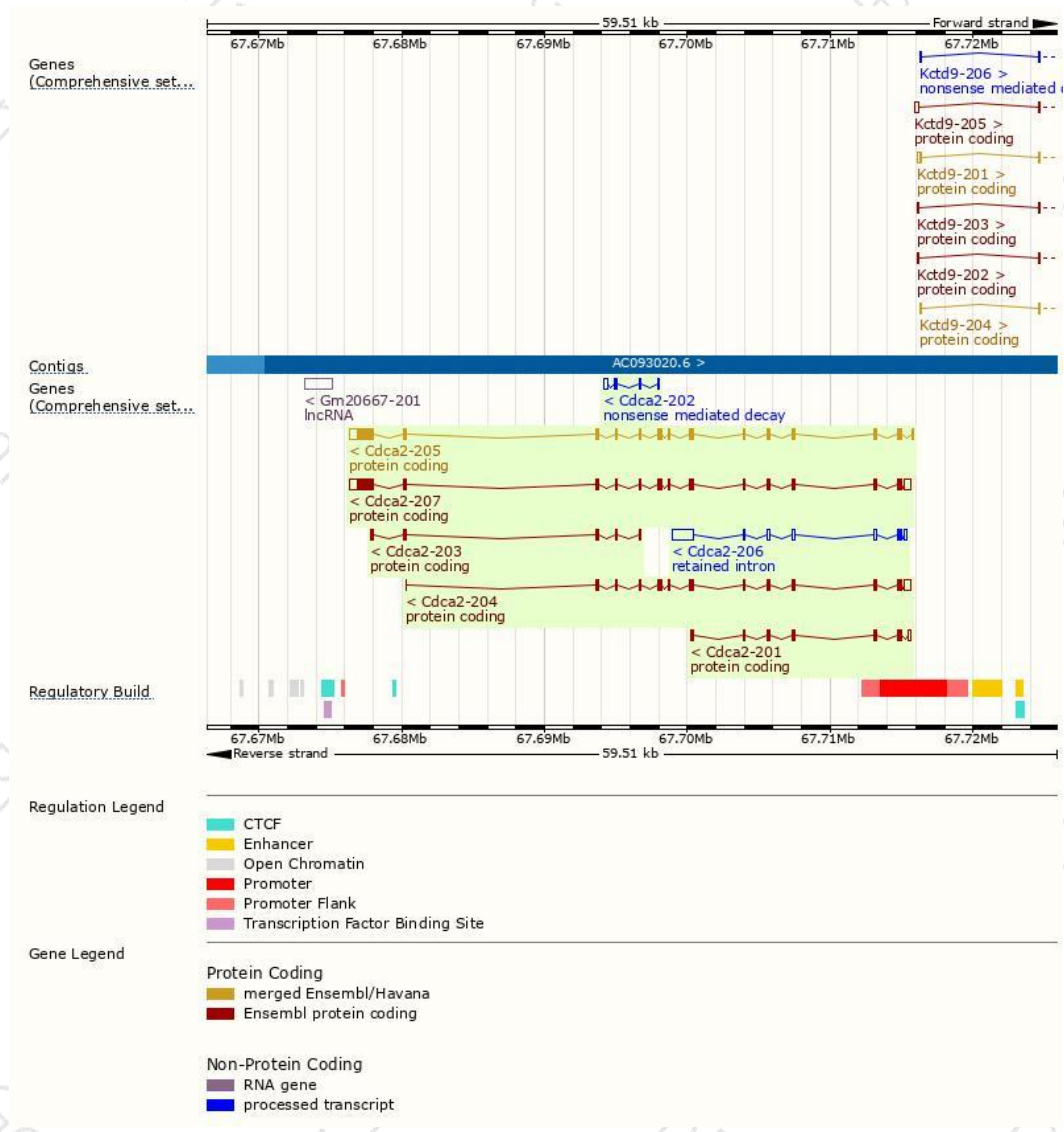 59.51 kb Forward strand
67.67Mb 67.68Mb 67.69Mb 67.70Mb 67.71Mb 67.72Mb
Genes
(Comprehensive set...
Kctd9-206 >
nonsense mediated
Kctd9-205 >
protein coding
Kctd9-201 >
protein coding
Kctd9-203 >
protein coding
Kctd9-202 >
protein coding
Kctd9-204 >
protein coding
Contigs
AC093020.6 >
Genes
(Comprehensive set...
< Gm20667-201
lncRNA
< Cdca2-202
nonsense mediated decay
< Cdca2-205
protein coding
< Cdca2-207
protein coding
< Cdca2-203
protein coding
< Cdca2-206
retained intron
< Cdca2-204
protein coding
< Cdca2-201
protein coding
Regulatory Build
67.67Mb 67.68Mb 67.69Mb 67.70Mb 67.71Mb 67.72Mb
Reverse strand 59.51 kb
Regulation Legend
CTCF
Enhancer
Open Chromatin
Promoter
Promoter Flank
Transcription Factor Binding Site
Gene Legend
Protein Coding
merged Ensembl/Havana
Ensembl protein coding
Non-Protein Coding
RNA gene
processed transcript